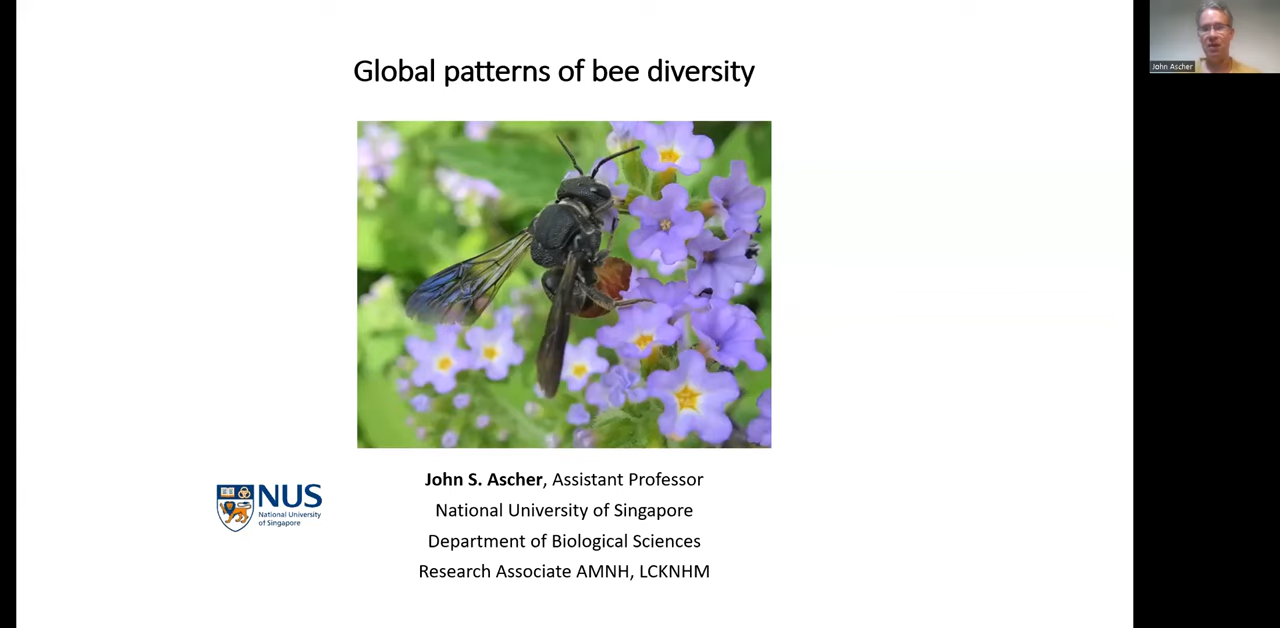 Global patterns of bee diversity
John Ascher
NUS
National University
of Singapore
John S. Ascher, Assistant Professor
National University of Singapore
Department of Biological Sciences
Research Associate AMNH, LCKNHM